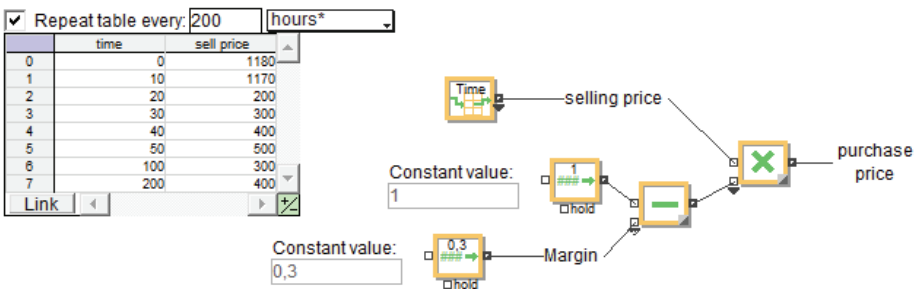 Repeat table every: 200 hours*
time sell price
0 0 1180
1 10 1170
2 20 200
3 30 300
4 40 400
5 50 500
6 100 300
7 200 400
Link
Time
selling price
purchase
price
Constant value:
1
1
###
hold
Constant value:
0,3
0,3
###
hold
Margin